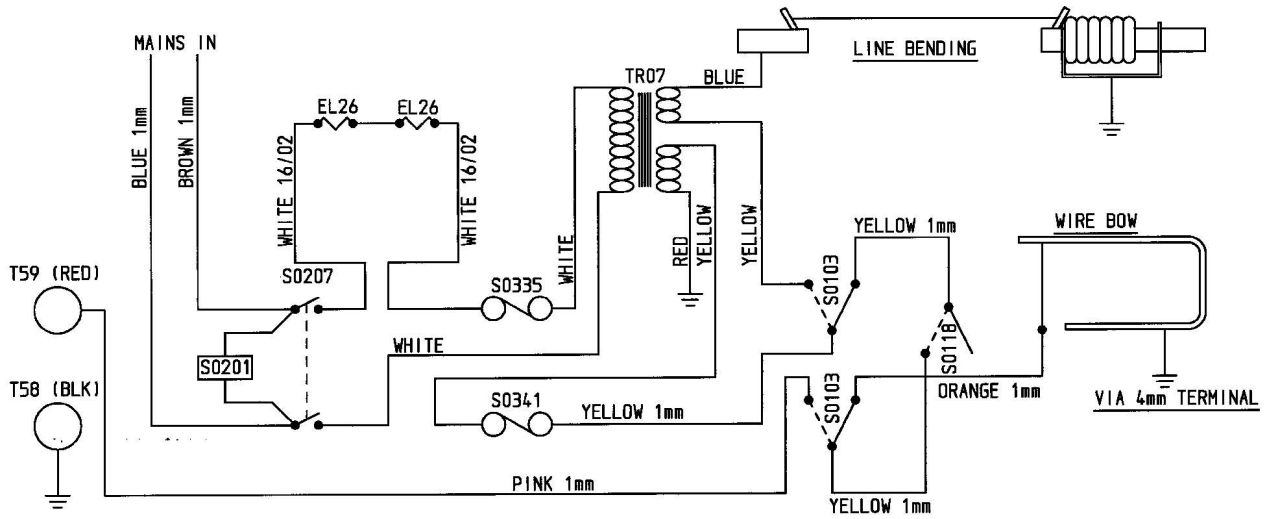 MAINS IN
LINE BENDING
TR07
BLUE
EL26 EL26
BLUE 1mm
BROWN 1mm
WHITE 16/02
WHITE 16/02
WHITE
RED
YELLOW
YELLOW
YELLOW 1mm
WIRE BOW
T59 (RED)
S0207
S0335
S0103
S0118
WHITE
S0201
T58 (BLK)
S0341
YELLOW 1mm
S0103
ORANGE 1mm
VIA 4mm TERMINAL
PINK 1mm
YELLOW 1mm